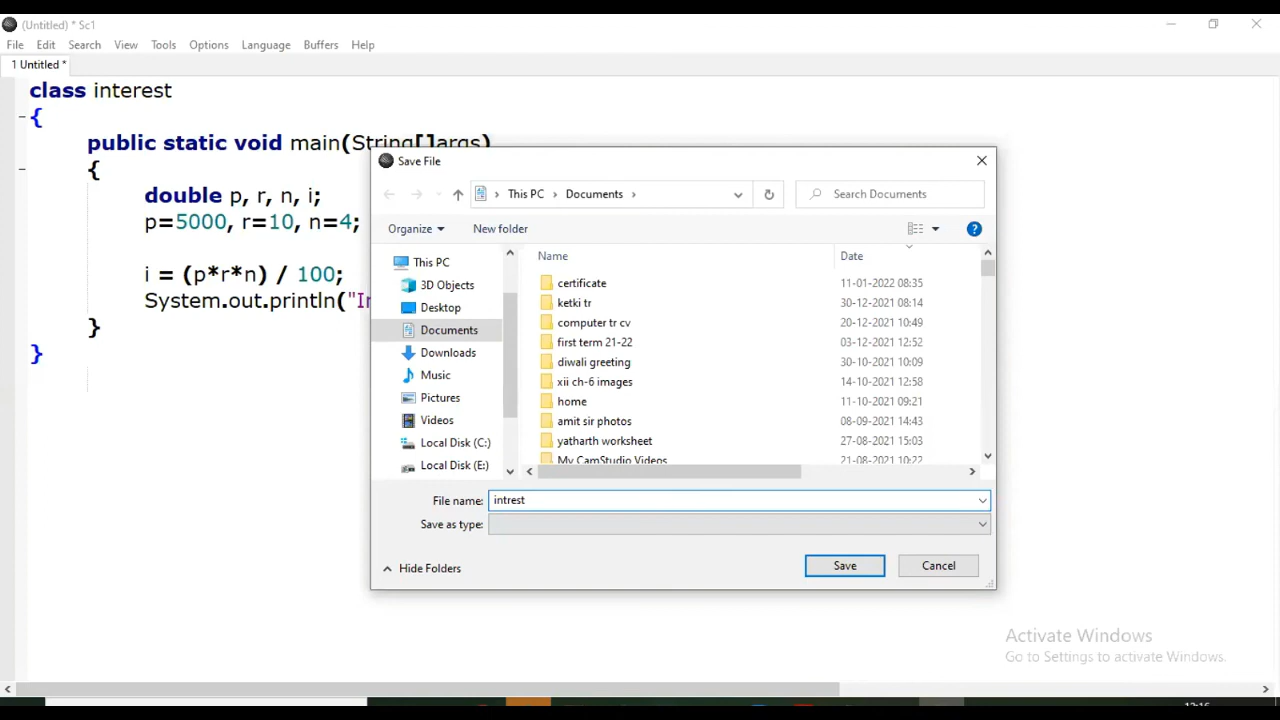 (Untitled) * Sc1
File Edit Search View Tools Options Language Buffers Help
1 Untitled *
class interest
{
public static void main(String[]args)
{
double p, r, n, i;
p=5000, r=10, n=4;
i = (p*r*n) / 100;
System.out.println("In
}
}
Save File
This PC > Documents >
Search Documents
Organize New folder
Name Date
This PC
3D Objects
Desktop
Documents
Downloads
Music
Pictures
Videos
Local Disk (C:)
Local Disk (E:)
certificate 11-01-2022 08:35
ketki tr 30-12-2021 08:14
computer tr cv 20-12-2021 10:49
first term 21-22 03-12-2021 12:52
diwali greeting 30-10-2021 10:09
xii ch-6 images 14-10-2021 12:58
home 11-10-2021 09:21
amit sir photos 08-09-2021 14:43
yatharth worksheet 27-08-2021 15:03
My CamStudio Videos 21-08-2021 10:22
File name: intrest
Save as type:
Hide Folders
Save Cancel
Activate Windows
Go to Settings to activate Windows.